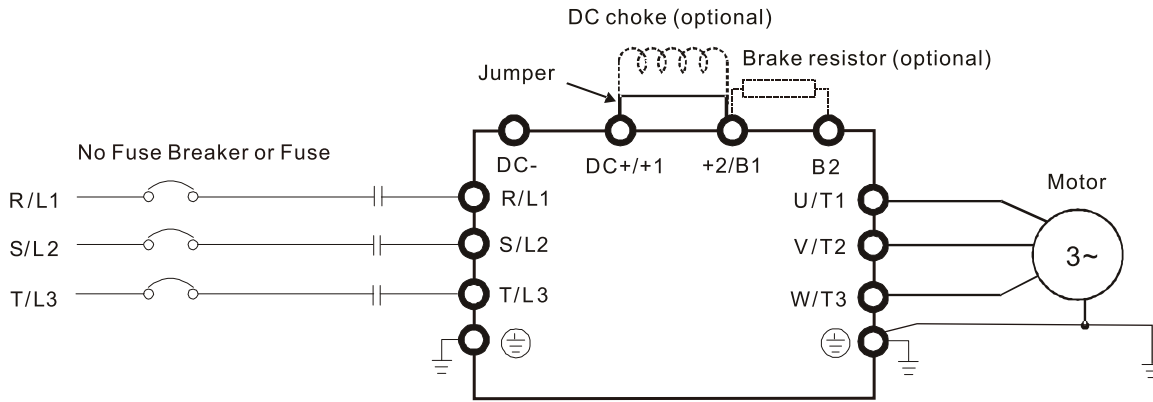 DC choke (optional)
Brake resistor (optional)
Jumper
No Fuse Breaker or Fuse
DC-
DC+/+1
+2/B1
B2
Motor
R/L1
R/L1
U/T1
S/L2
S/L2
V/T2
3~
T/L3
T/L3
W/T3